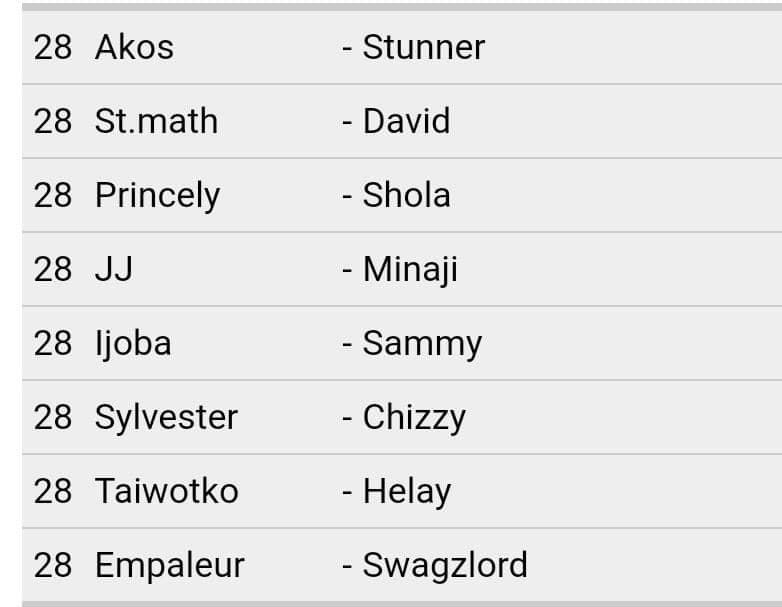 28 Akos - Stunner
28 St.math - David
28 Princely - Shola
28 JJ - Minaji
28 Ijoba - Sammy
28 Sylvester - Chizzy
28 Taiwotko - Helay
28 Empaleur - Swagzlord